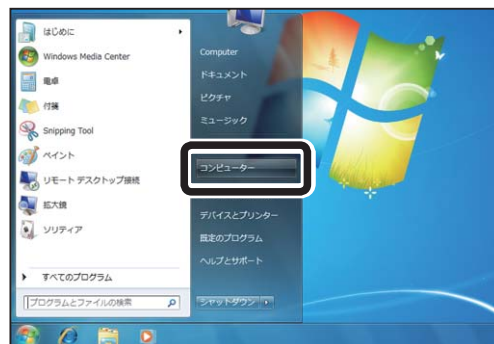 はじめに
Windows Media Center
電卓
付箋
Snipping Tool
ペイント
リモート デスクトップ接続
拡大鏡
ソリティア
すべてのプログラム
プログラムとファイルの検索
Computer
ドキュメント
ピクチャ
ミュージック
コンピューター
デバイスとプリンター
既定のプログラム
ヘルプとサポート
シャットダウン